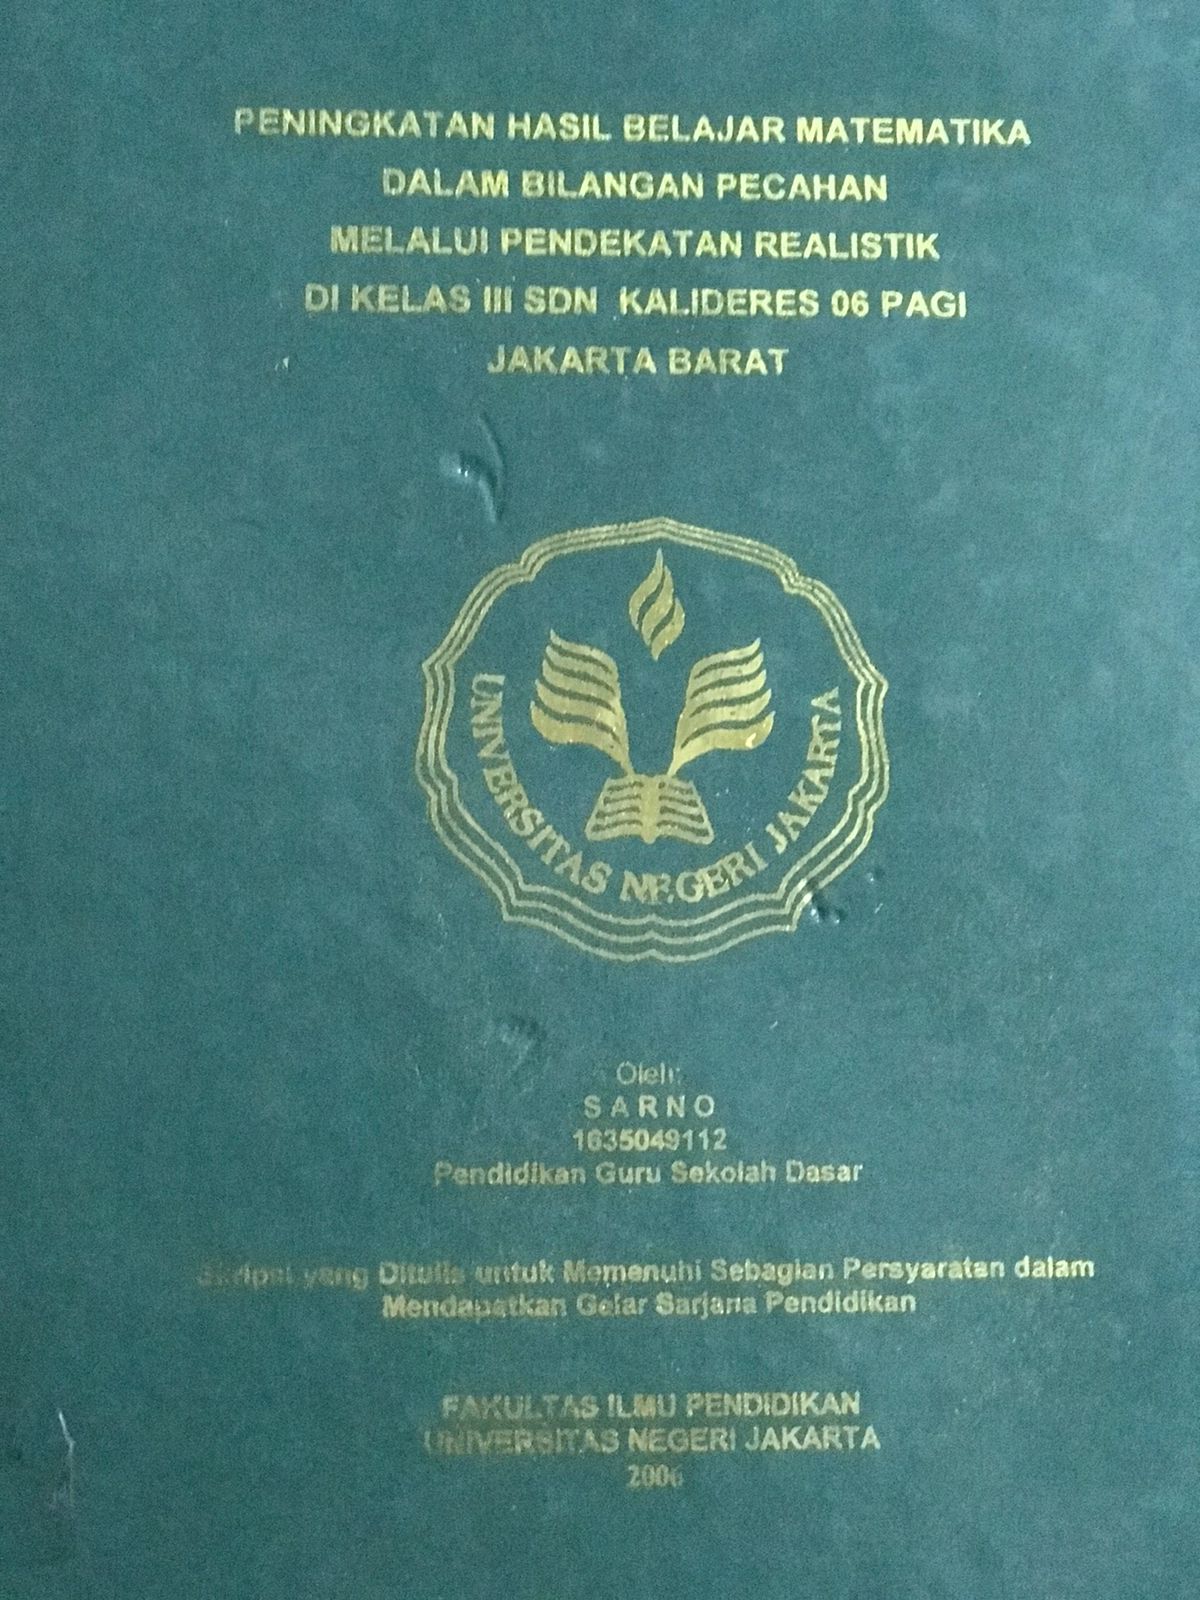 PENINGKATAN HASIL BELAJAR MATEMATIKA
DALAM BILANGAN PECAHAN
MELALUI PENDEKATAN REALISTIK
DI KELAS III SDN KALIDERES 06 PAGI
JAKARTA BARAT
UNIVERSITAS NEGERI JAKARTA
Oleh:
S A R N O
1635049112
Pendidikan Guru Sekolah Dasar
Skripsi yang Ditulis untuk Memenuhi Sebagian Persyaratan dalam
Mendapatkan Gelar Sarjana Pendidikan
FAKULTAS ILMU PENDIDIKAN
UNIVERSITAS NEGERI JAKARTA
2006